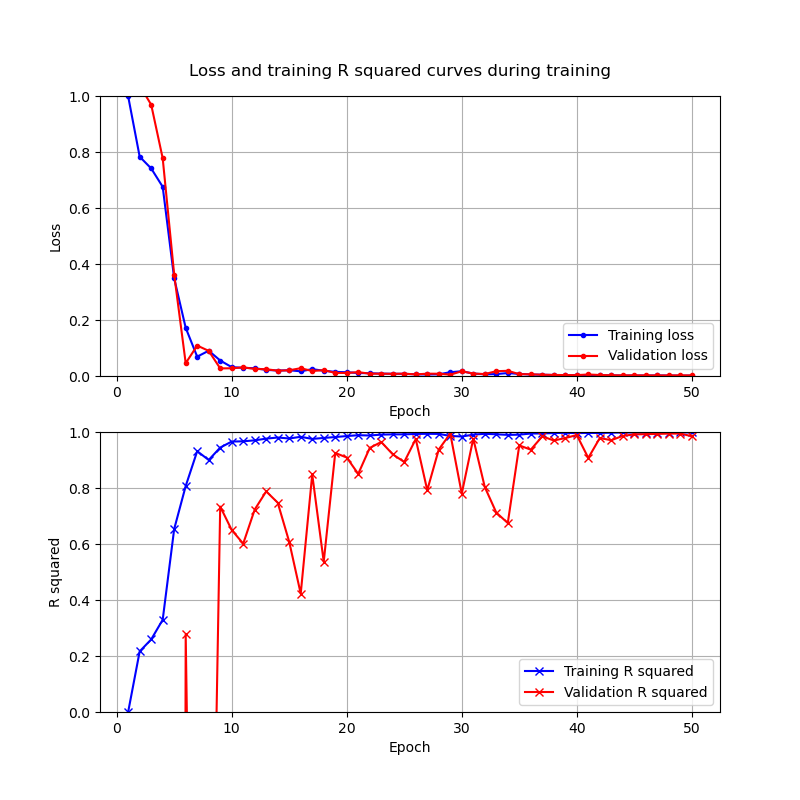 Loss and training R squared curves during training
1.0
0.8
0.6
0.4
0.2
0.0
Loss
Training loss
Validation loss
0 10 20 30 40 50
Epoch
1.0
0.8
0.6
0.4
0.2
0.0
R squared
Training R squared
Validation R squared
0 10 20 30 40 50
Epoch